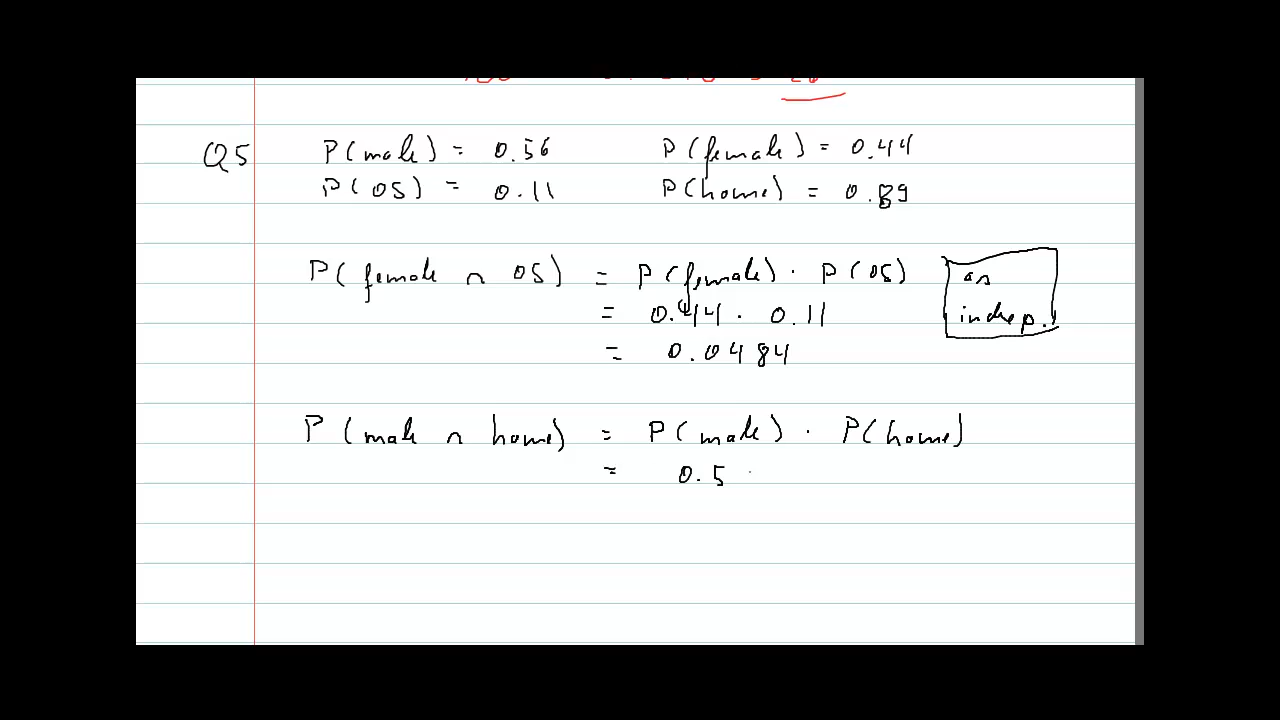 Q5 P(male) = 0.56 P(female) = 0.44
P(OS) = 0.11 P(home) = 0.89
P(female ∩ OS) = P(female) · P(OS) as
= 0.44 · 0.11 indep.
= 0.0484
P(male ∩ home) = P(male) · P(home)
= 0.5